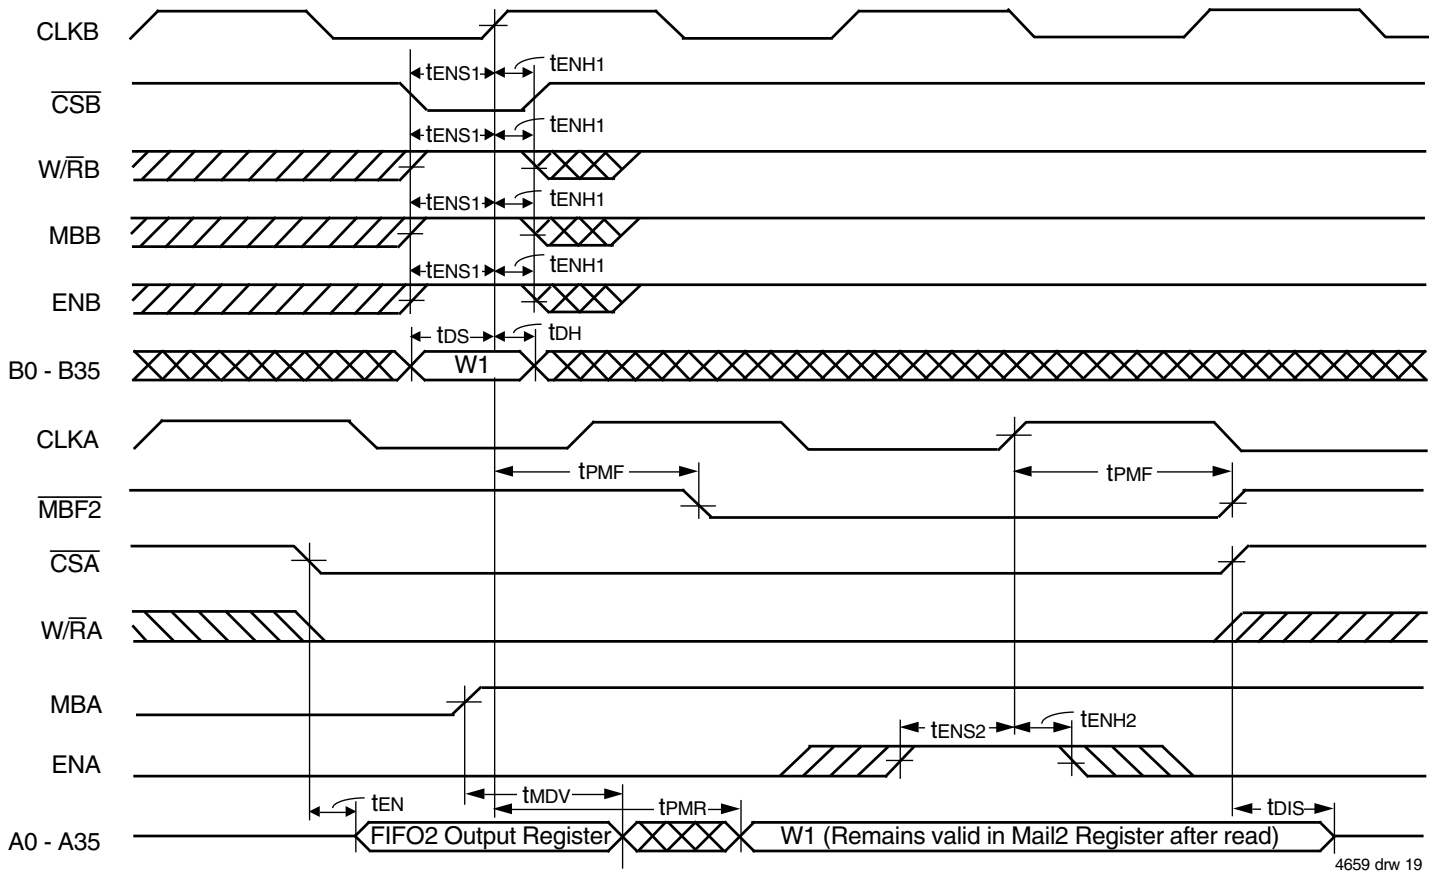 CLKB
tENS1 tENH1
CSB
tENS1 tENH1
W/RB
tENS1 tENH1
MBB
tENS1 tENH1
ENB
tDS tDH
B0 - B35 W1
CLKA
tPMF tPMF
MBF2
CSA
W/RA
MBA
tENS2 tENH2
ENA
tEN tMDV tPMR tDIS
A0 - A35 FIFO2 Output Register W1 (Remains valid in Mail2 Register after read)
4659 drw 19